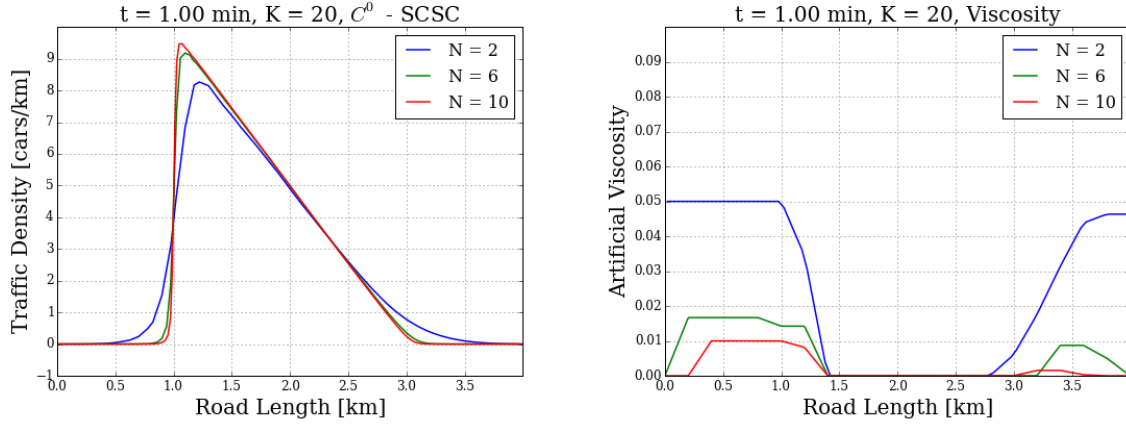 t = 1.00 min, K = 20, C⁰ - SCSC
Traffic Density [cars/km]
9
8
7
6
5
4
3
2
1
0
−1
0.0 0.5 1.0 1.5 2.0 2.5 3.0 3.5
Road Length [km]
N = 2
N = 6
N = 10
t = 1.00 min, K = 20, Viscosity
Artificial Viscosity
0.09
0.08
0.07
0.06
0.05
0.04
0.03
0.02
0.01
0.00
0.0 0.5 1.0 1.5 2.0 2.5 3.0 3.5
Road Length [km]
N = 2
N = 6
N = 10